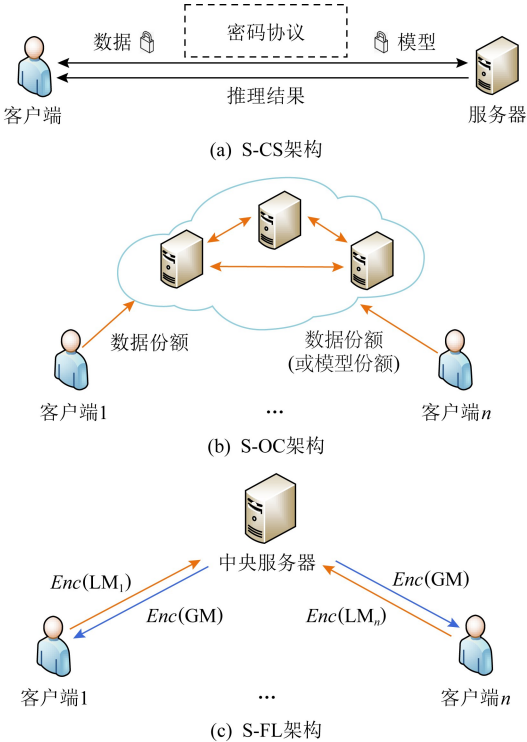 数据 密码协议 模型
推理结果
客户端 服务器
(a) S-CS架构
数据份额 数据份额
(或模型份额)
客户端1 ... 客户端n
(b) S-OC架构
中央服务器
Enc(LM₁) Enc(GM)
Enc(GM) Enc(LMₙ)
客户端1 ... 客户端n
(c) S-FL架构